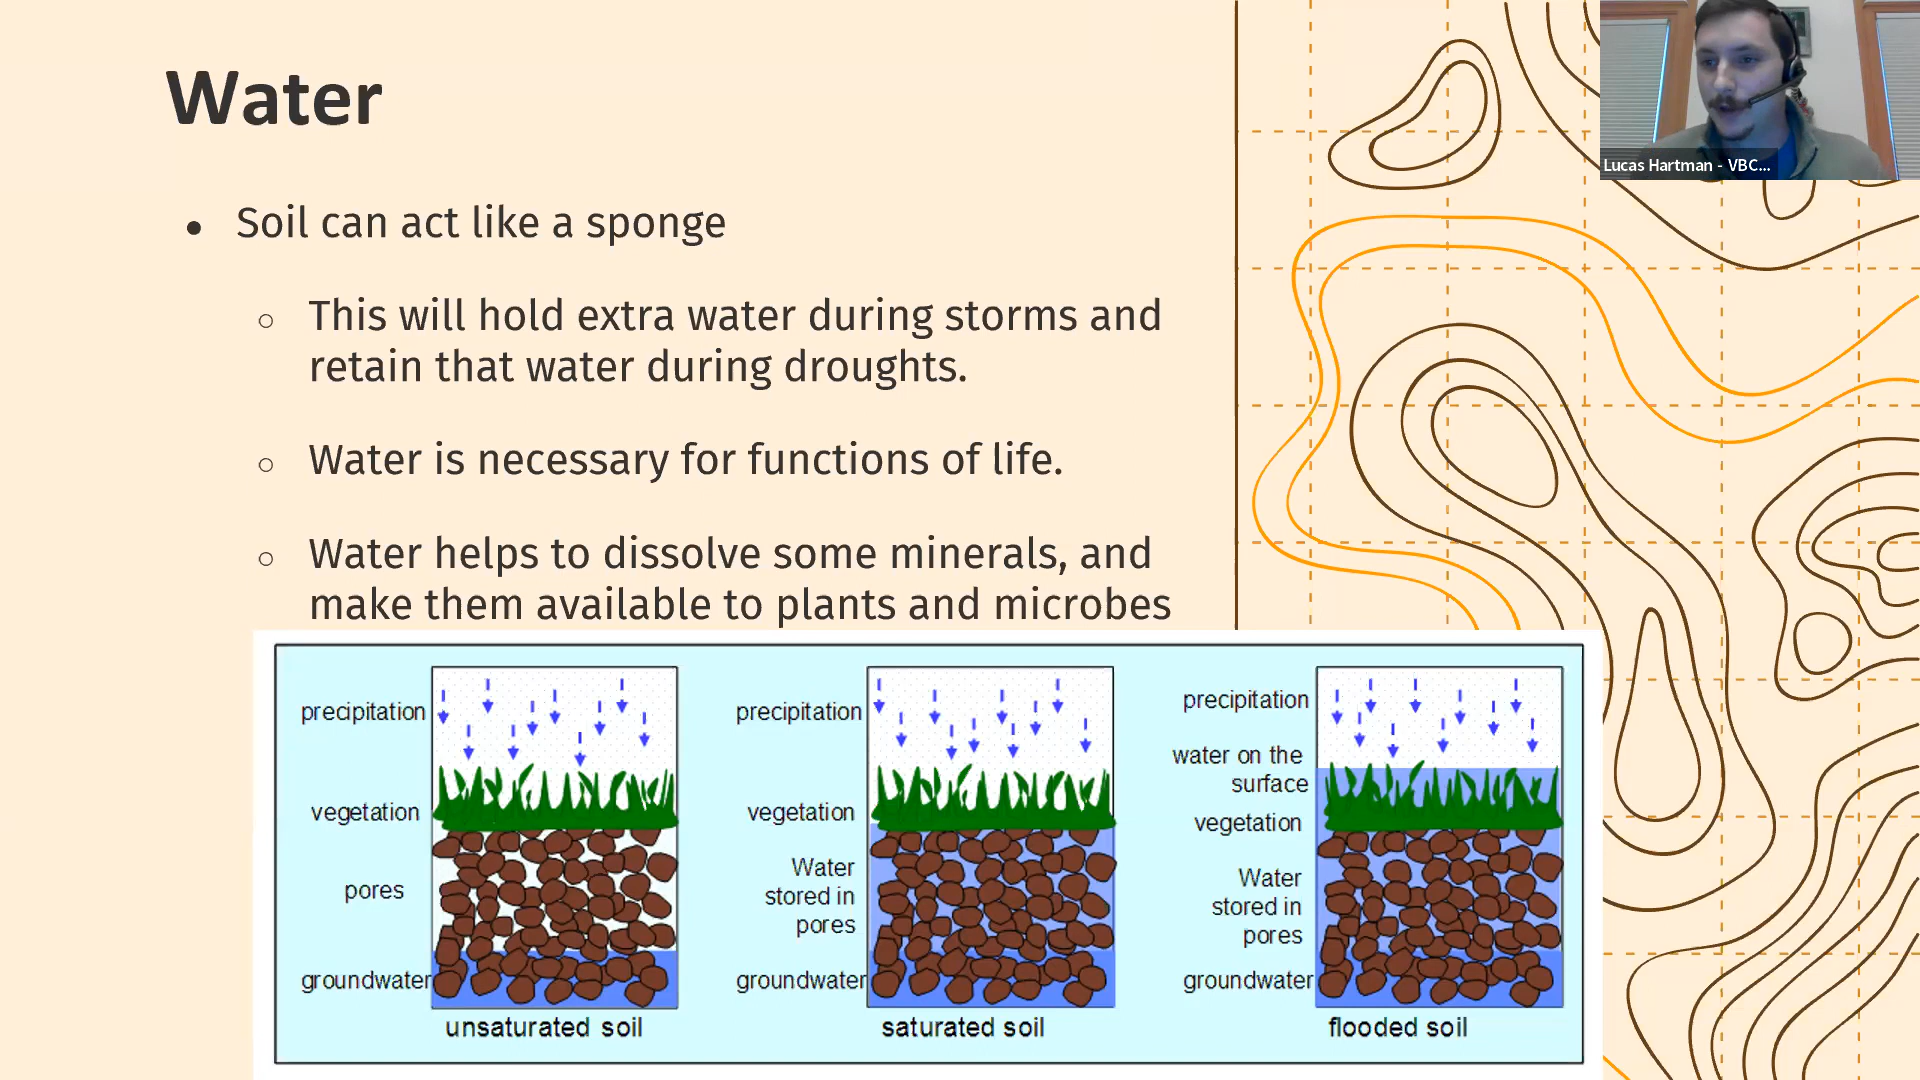 Water
Lucas Hartman - VBC...
• Soil can act like a sponge
○ This will hold extra water during storms and
retain that water during droughts.
○ Water is necessary for functions of life.
○ Water helps to dissolve some minerals, and
make them available to plants and microbes
precipitation
vegetation
pores
groundwater
unsaturated soil
precipitation
vegetation
Water
stored in
pores
groundwater
saturated soil
precipitation
water on the
surface
vegetation
Water
stored in
pores
groundwater
flooded soil